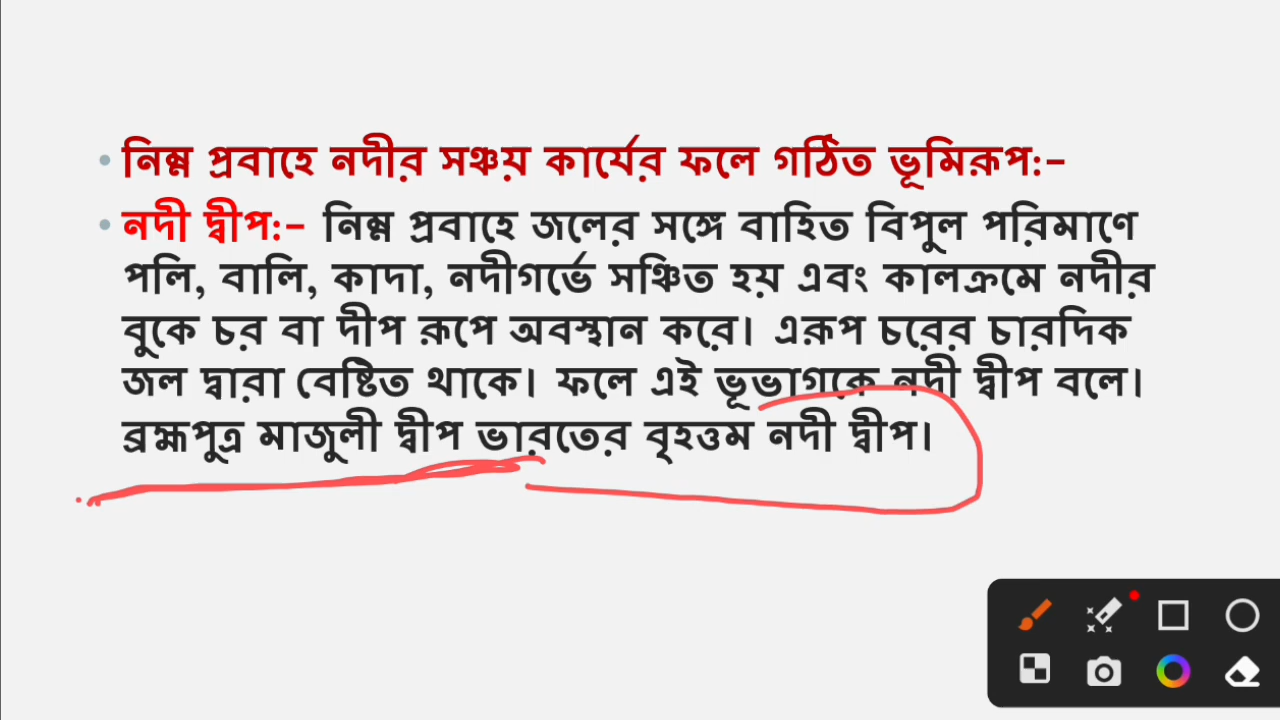 • নিম্ন প্রবাহে নদীর সঞ্চয় কার্যের ফলে গঠিত ভূমিরূপ:–
• নদী দ্বীপ:– নিম্ন প্রবাহে জলের সঙ্গে বাহিত বিপুল পরিমাণে
পলি, বালি, কাদা, নদীগর্ভে সঞ্চিত হয় এবং কালক্রমে নদীর
বুকে চর বা দীপ রূপে অবস্থান করে। এরূপ চরের চারদিক
জল দ্বারা বেষ্টিত থাকে। ফলে এই ভূভাগকে নদী দ্বীপ বলে।
ব্রহ্মপুত্র মাজুলী দ্বীপ ভারতের বৃহত্তম নদী দ্বীপ।